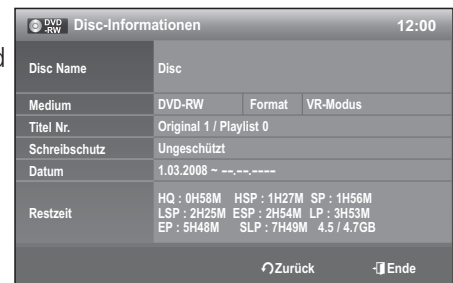 DVD -RW Disc-Informationen 12:00
Disc Name Disc
Medium DVD-RW Format VR-Modus
Titel Nr. Original 1 / Playlist 0
Schreibschutz Ungeschützt
Datum 1.03.2008 ~ --.--.----
HQ : 0H58M HSP : 1H27M SP : 1H56M
Restzeit LSP : 2H25M ESP : 2H54M LP : 3H53M
EP : 5H48M SLP : 7H49M 4.5 / 4.7GB
Zurück Ende